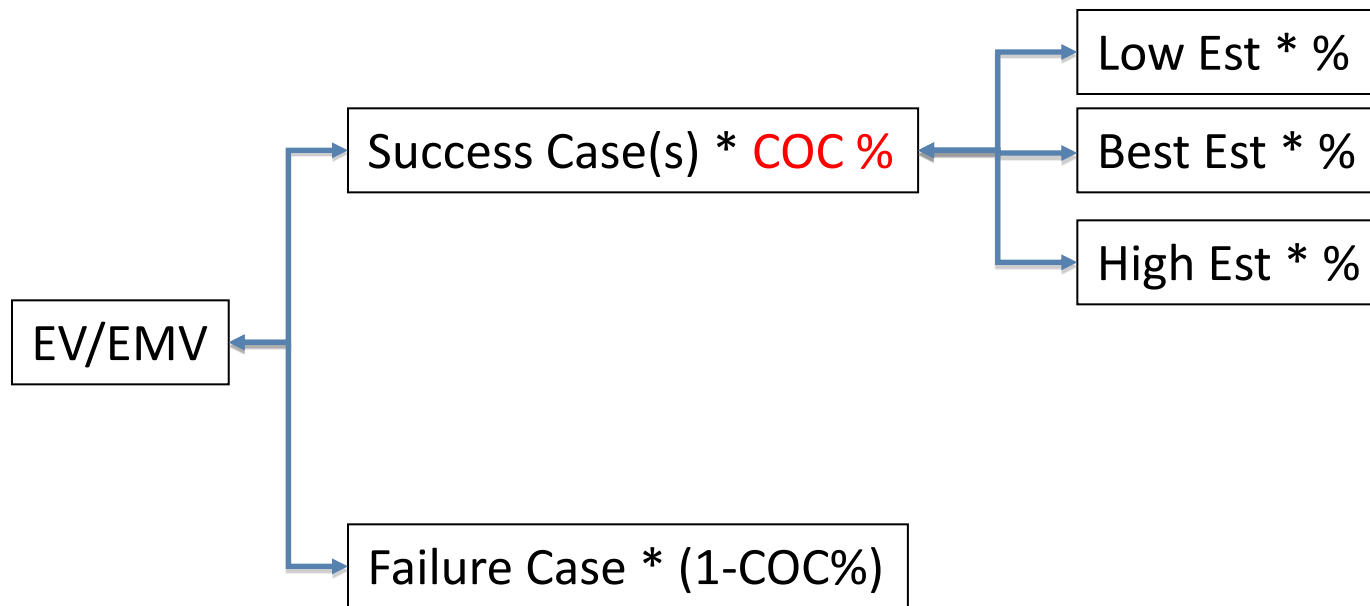 Low Est * %
Success Case(s) * COC %
Best Est * %
High Est * %
EV/EMV
Failure Case * (1-COC%)